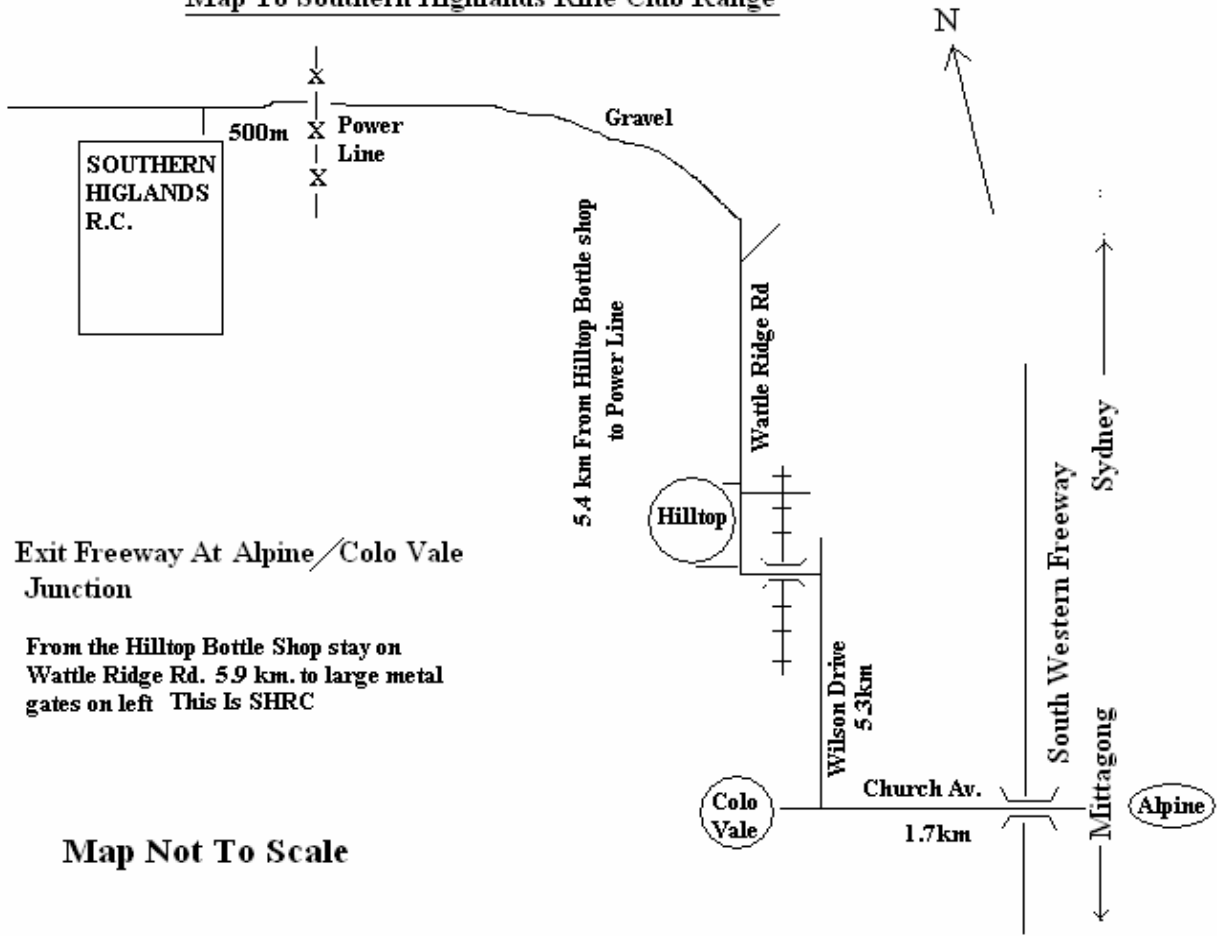 Map To Southern Highlands Rifle Club Range
N
X
X
X
500m
Power
Line
Gravel
SOUTHERN
HIGLANDS
R.C.
5.4 km From Hilltop Bottle shop
to Power Line
Wattle Ridge Rd
Sydney
South Western Freeway
Hilltop
Exit Freeway At Alpine/Colo Vale
Junction
From the Hilltop Bottle Shop stay on
Wattle Ridge Rd. 5.9 km. to large metal
gates on left This Is SHRC
Wilson Drive
5.3km
Mittagong
Church Av.
1.7km
Colo
Vale
Alpine
Map Not To Scale